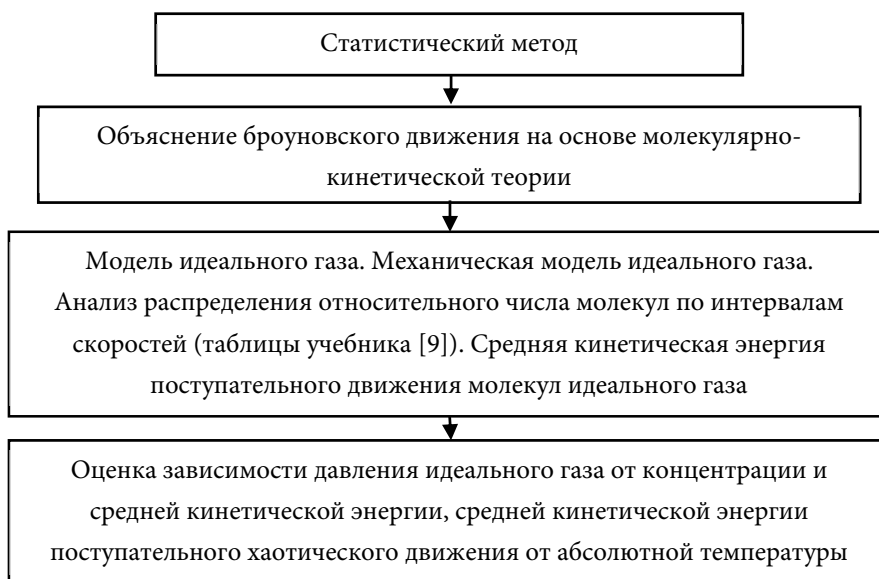 Статистический метод
Объяснение броуновского движения на основе молекулярно-
кинетической теории
Модель идеального газа. Механическая модель идеального газа.
Анализ распределения относительного числа молекул по интервалам
скоростей (таблицы учебника [9]). Средняя кинетическая энергия
поступательного движения молекул идеального газа
Оценка зависимости давления идеального газа от концентрации и
средней кинетической энергии, средней кинетической энергии
поступательного хаотического движения от абсолютной температуры